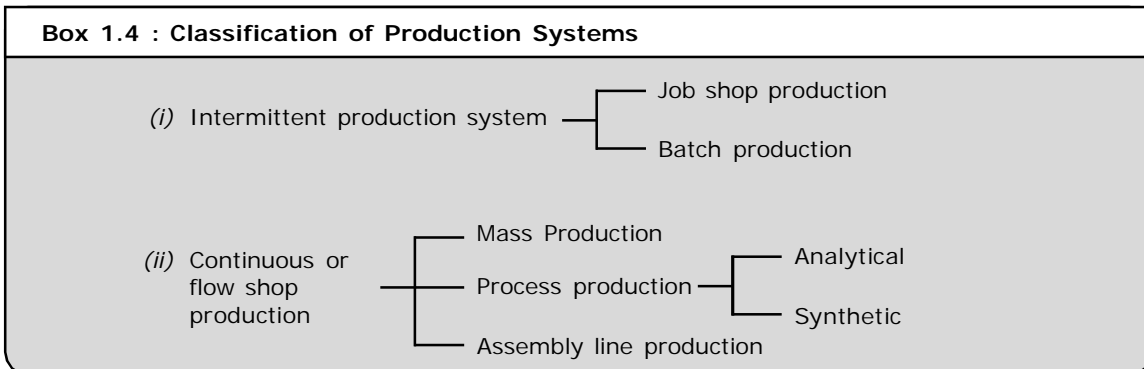 Box 1.4 : Classification of Production Systems
(i) Intermittent production system
Job shop production
Batch production
(ii) Continuous or
flow shop
production
Mass Production
Process production
Assembly line production
Analytical
Synthetic